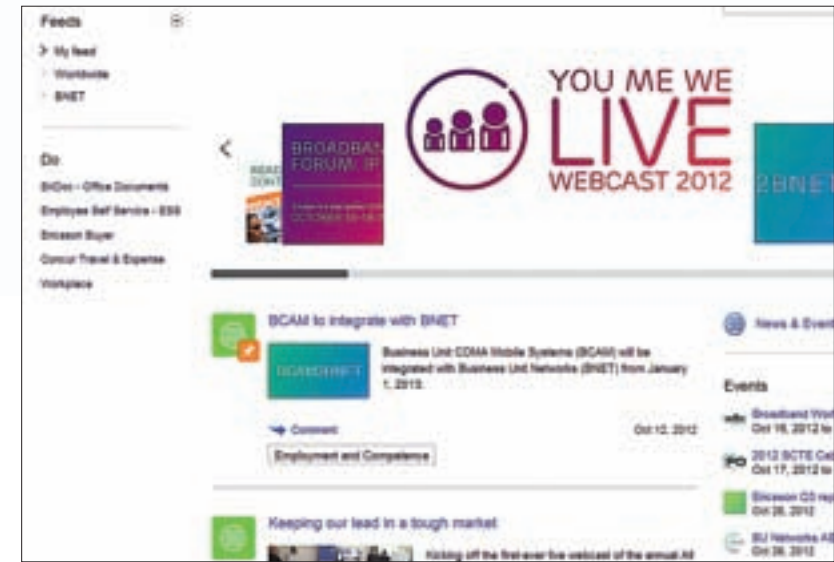 Feeds
My feed
Worldwide
BNET
Do
EriDoc - Office Documents
Employee Self Service - ESS
Ericsson Buyer
Concur Travel & Expense
Workplace
BROADBAN
FORUM: IP
YOU ME WE
LIVE
WEBCAST 2012
2BNET
BCAM to integrate with BNET
BCAM2BNET
Business Unit CDMA Mobile Systems (BCAM) will be
integrated with Business Unit Networks (BNET) from January
1, 2013.
Comment
Oct 12, 2012
Employment and Competence
Keeping our lead in a tough market
Kicking off the first-ever live webcast of the annual All
News & Event
Events
Broadband Worl
Oct 16, 2012 to
2012 SCTE Cab
Oct 17, 2012 to
Ericsson Q3 rep
Oct 26, 2012
BU Networks All